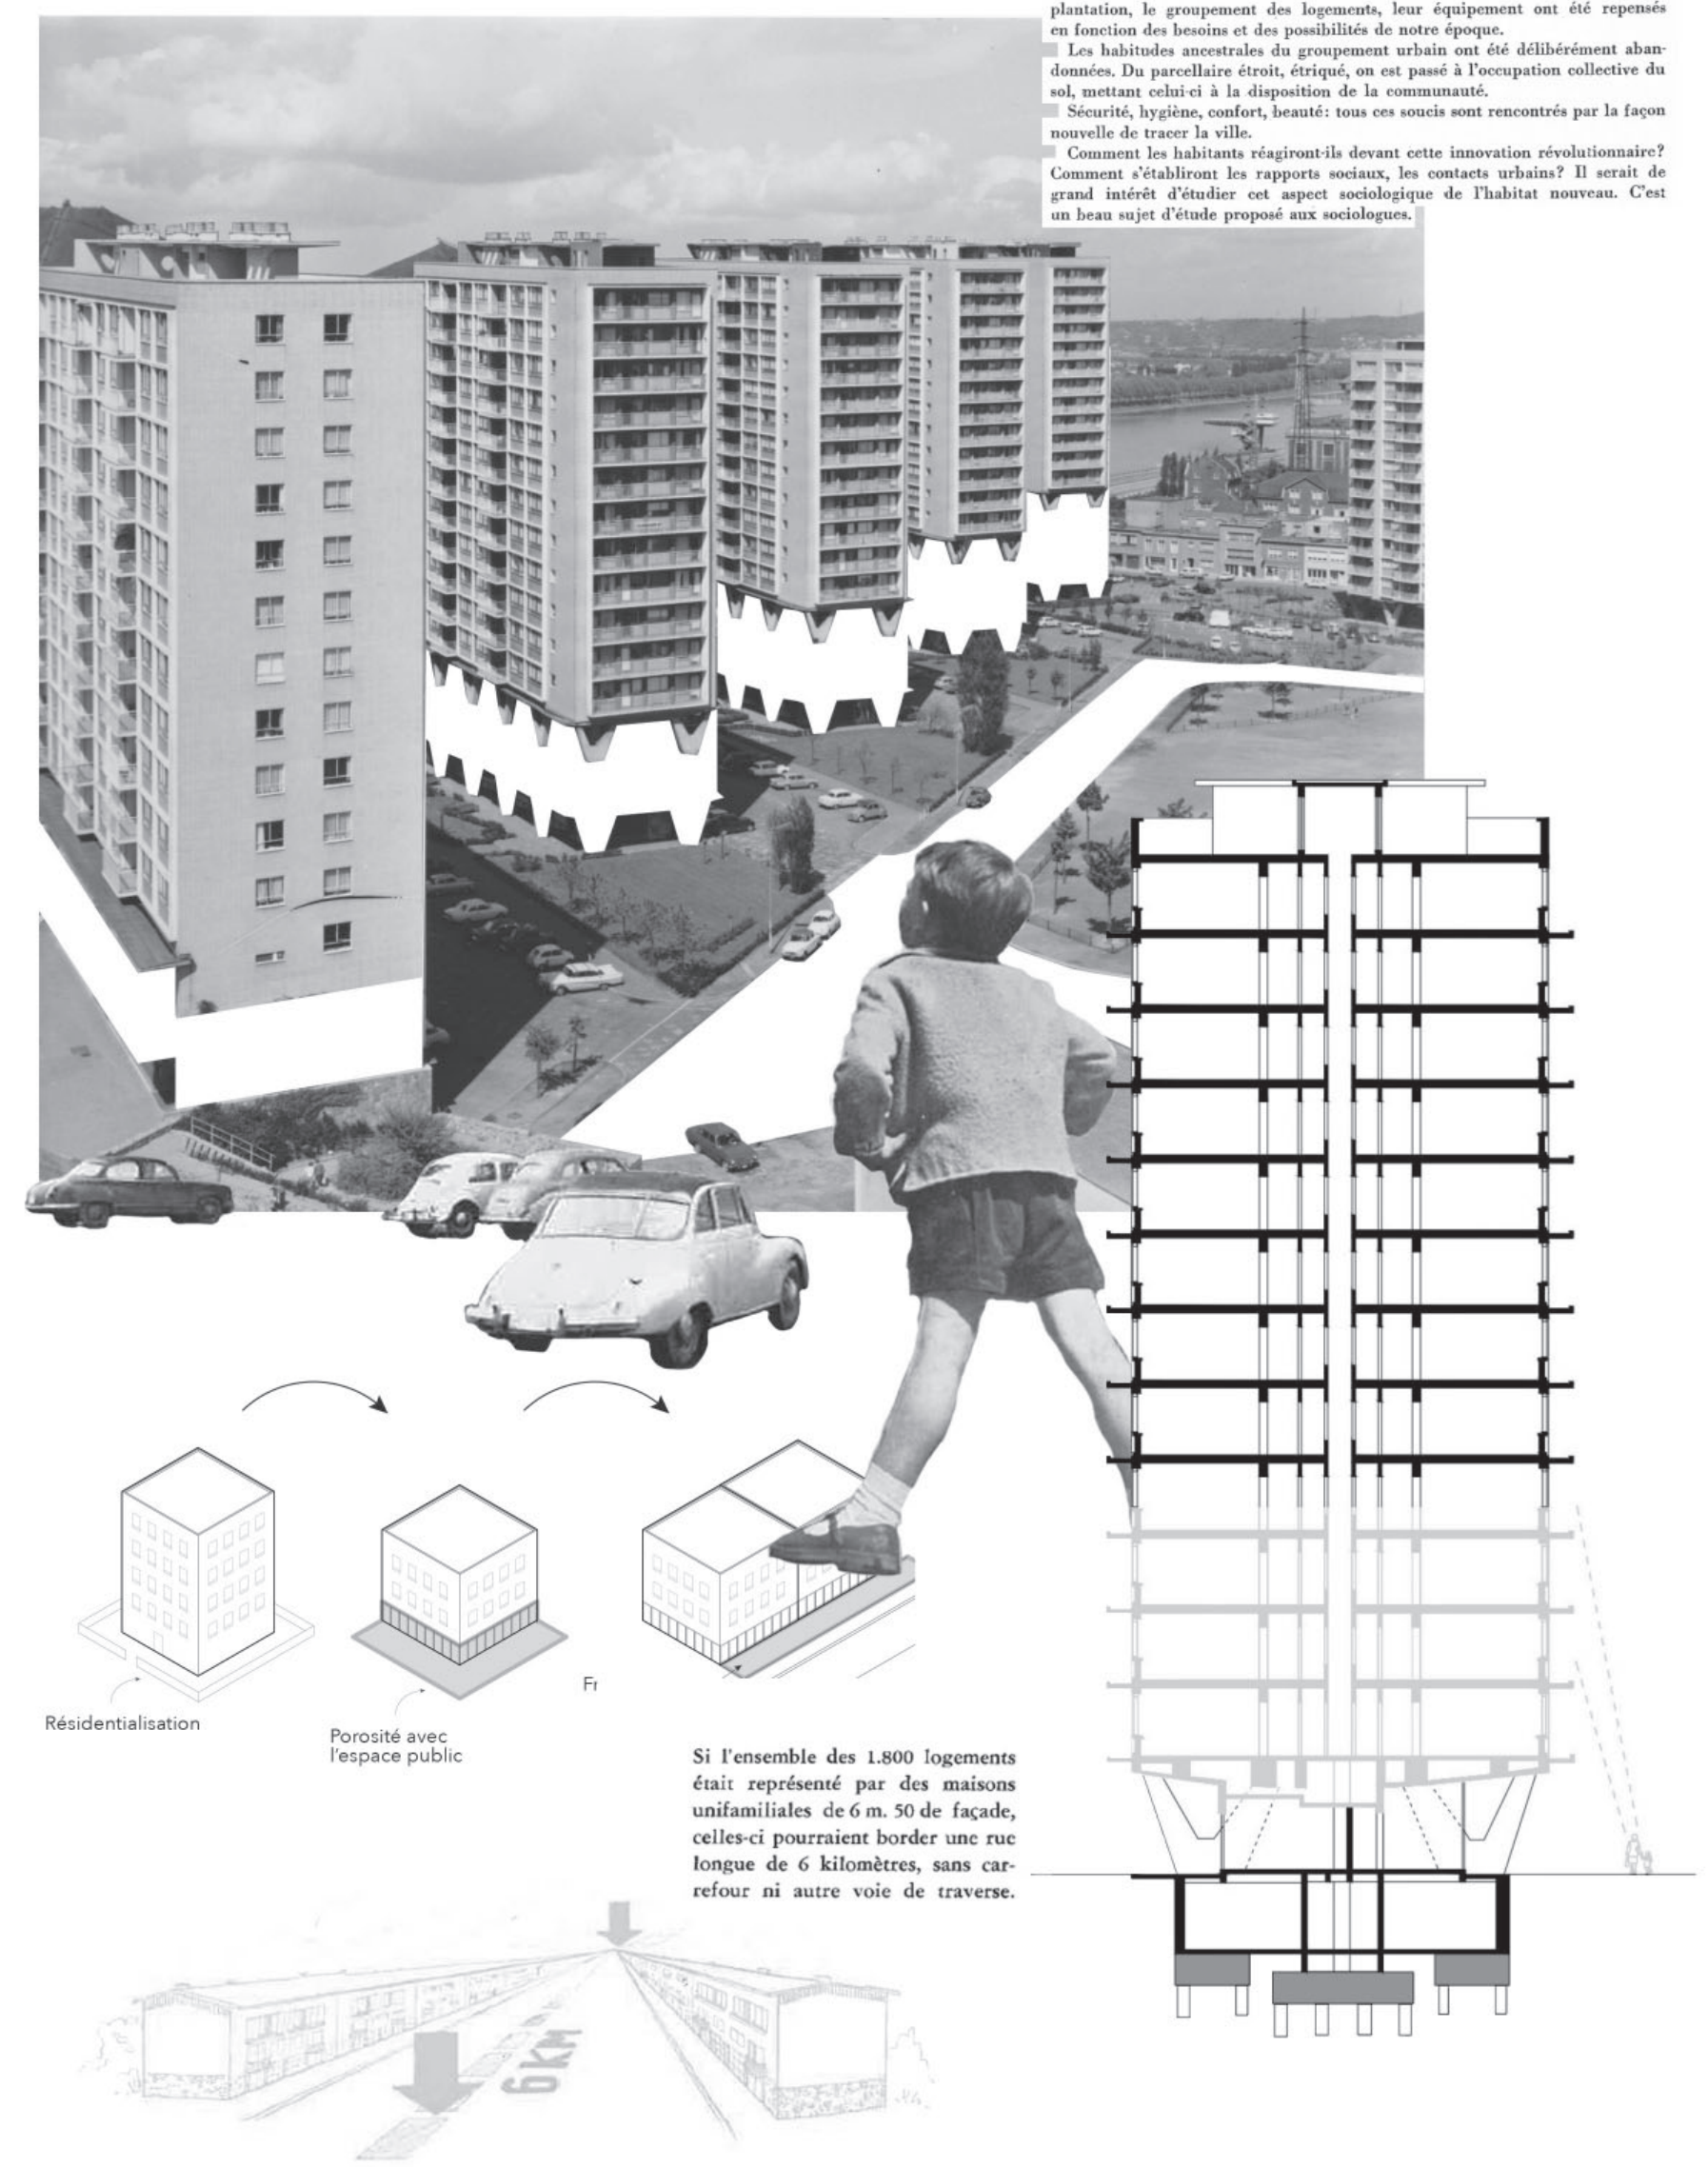 plantation, le groupement des logements, leur équipement ont été repensés
en fonction des besoins et des possibilités de notre époque.
Les habitudes ancestrales du groupement urbain ont été délibérément aban-
données. Du parcellaire étroit, étriqué, on est passé à l'occupation collective du
sol, mettant celui-ci à la disposition de la communauté.
Sécurité, hygiène, confort, beauté: tous ces soucis sont rencontrés par la façon
nouvelle de tracer la ville.
Comment les habitants réagiront-ils devant cette innovation révolutionnaire?
Comment s'établiront les rapports sociaux, les contacts urbains? Il serait de
grand intérêt d'étudier cet aspect sociologique de l'habitat nouveau. C'est
un beau sujet d'étude proposé aux sociologues.
Résidentialisation
Porosité avec
l'espace public
Fr
Si l'ensemble des 1.800 logements
était représenté par des maisons
unifamiliales de 6 m. 50 de façade,
celles-ci pourraient border une rue
longue de 6 kilomètres, sans car-
refour ni autre voie de traverse.
6 KM